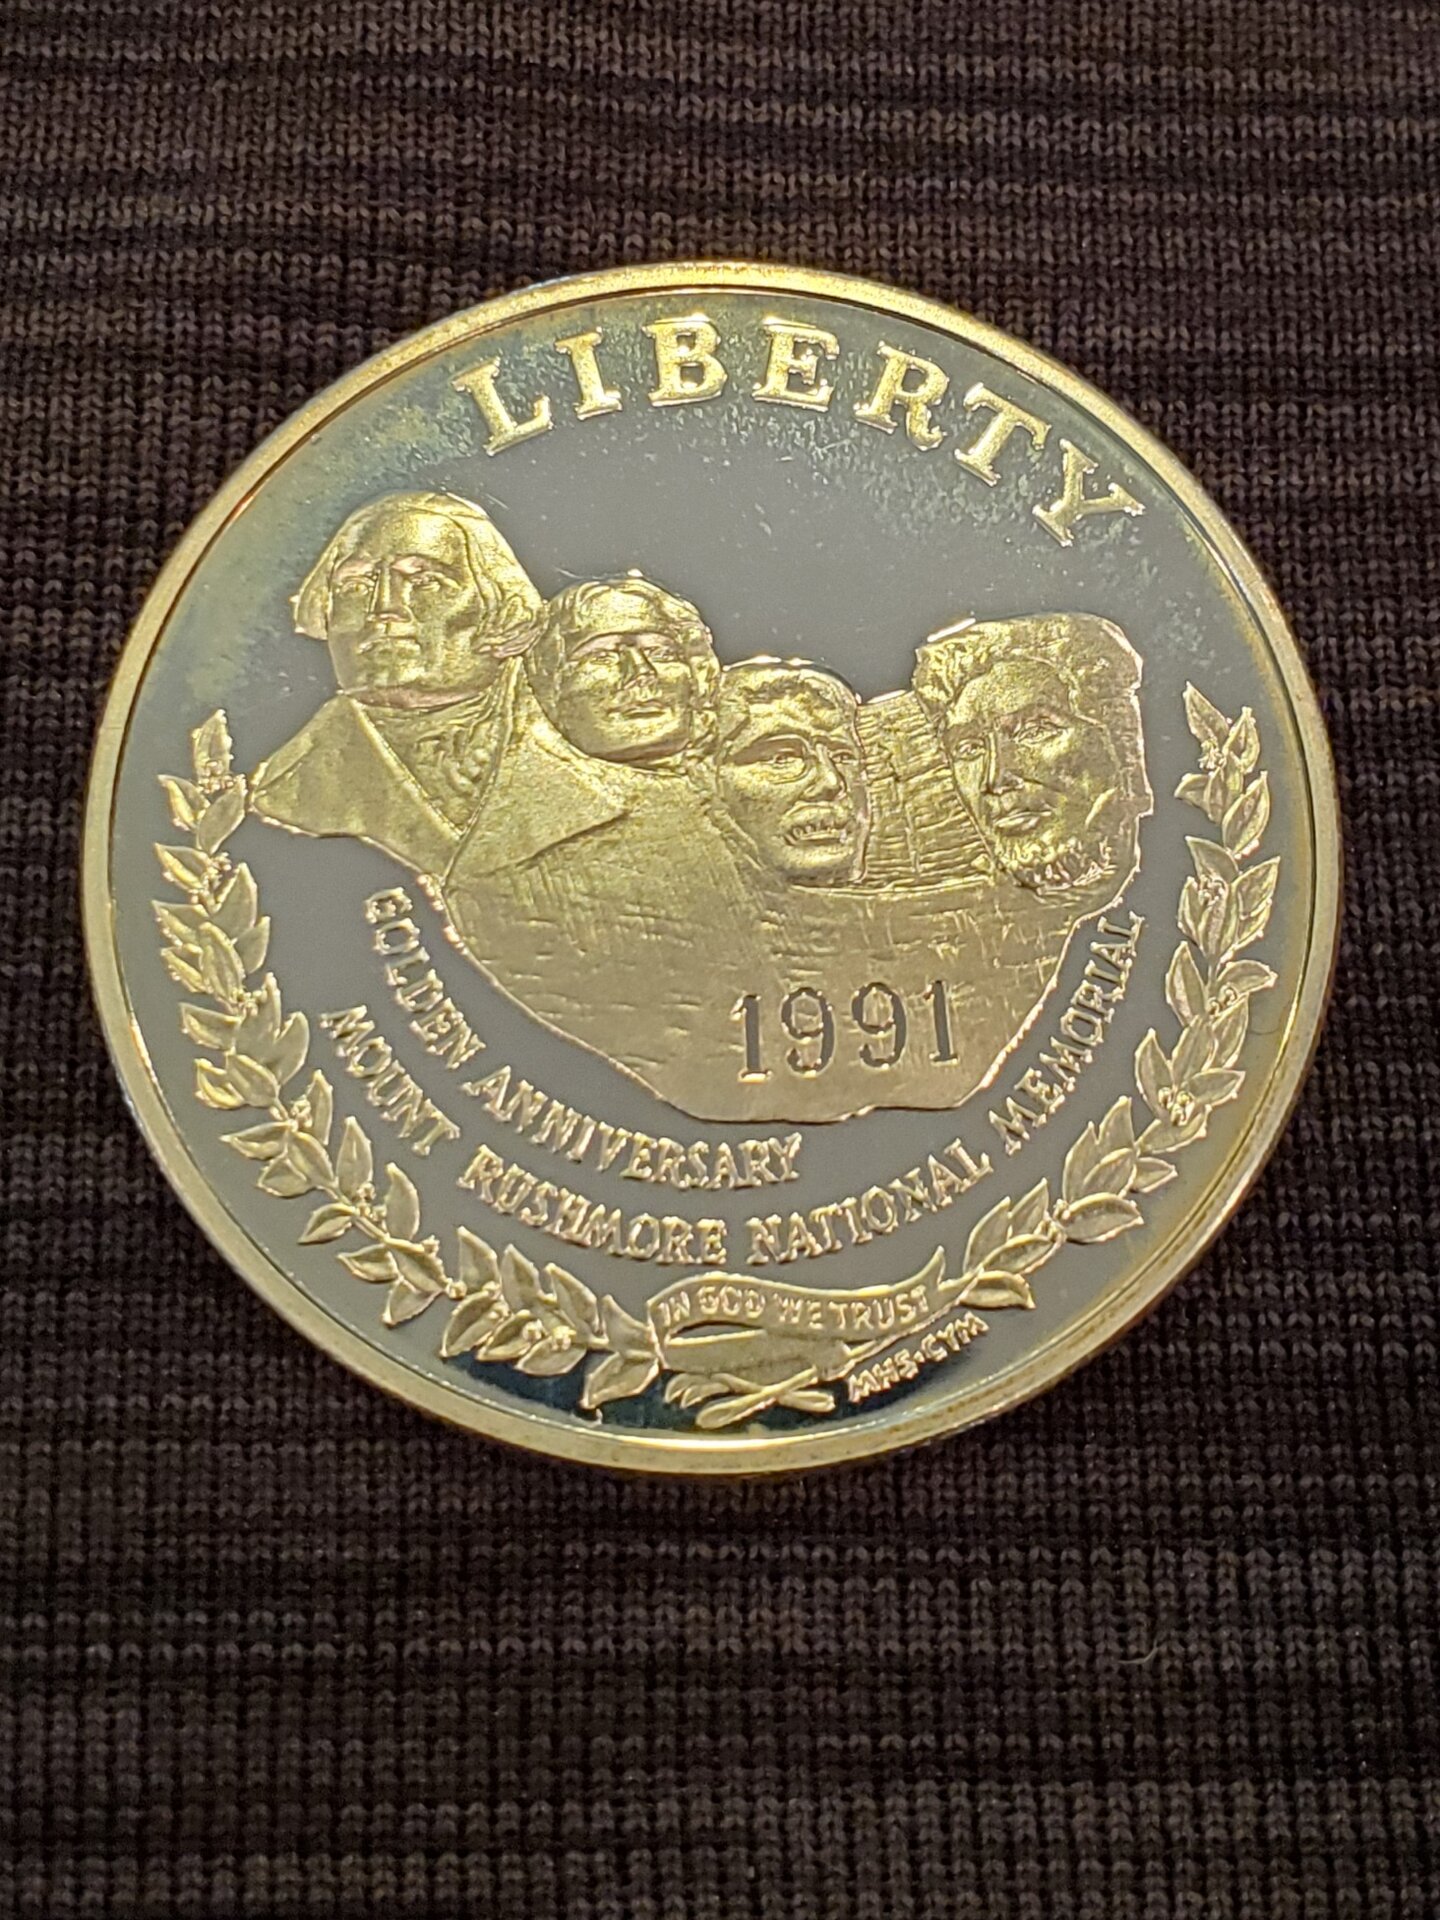 LIBERTY
1991
GOLDEN ANNIVERSARY
MOUNT RUSHMORE NATIONAL MEMORIAL
IN GOD WE TRUST
MHS·CYM